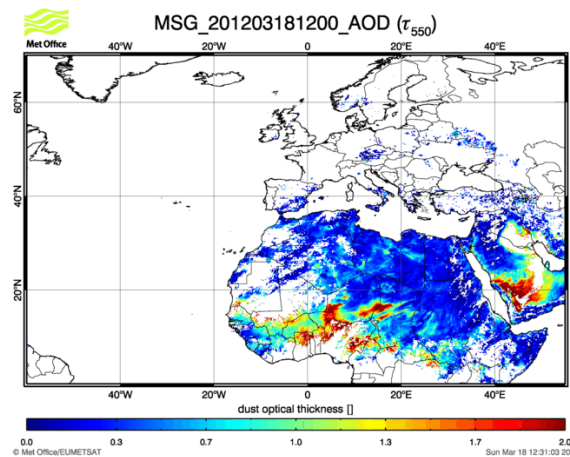 Met Office
MSG_201203181200_AOD (τ550)
40°W 20°W 0 20°E 40°E
60°N
40°N
20°N
40°W 20°W 0 20°E 40°E
dust optical thickness []
0.0 0.3 0.7 1.0 1.3 1.7 2.0
© Met Office/EUMETSAT Sun Mar 18 12:31:03 20